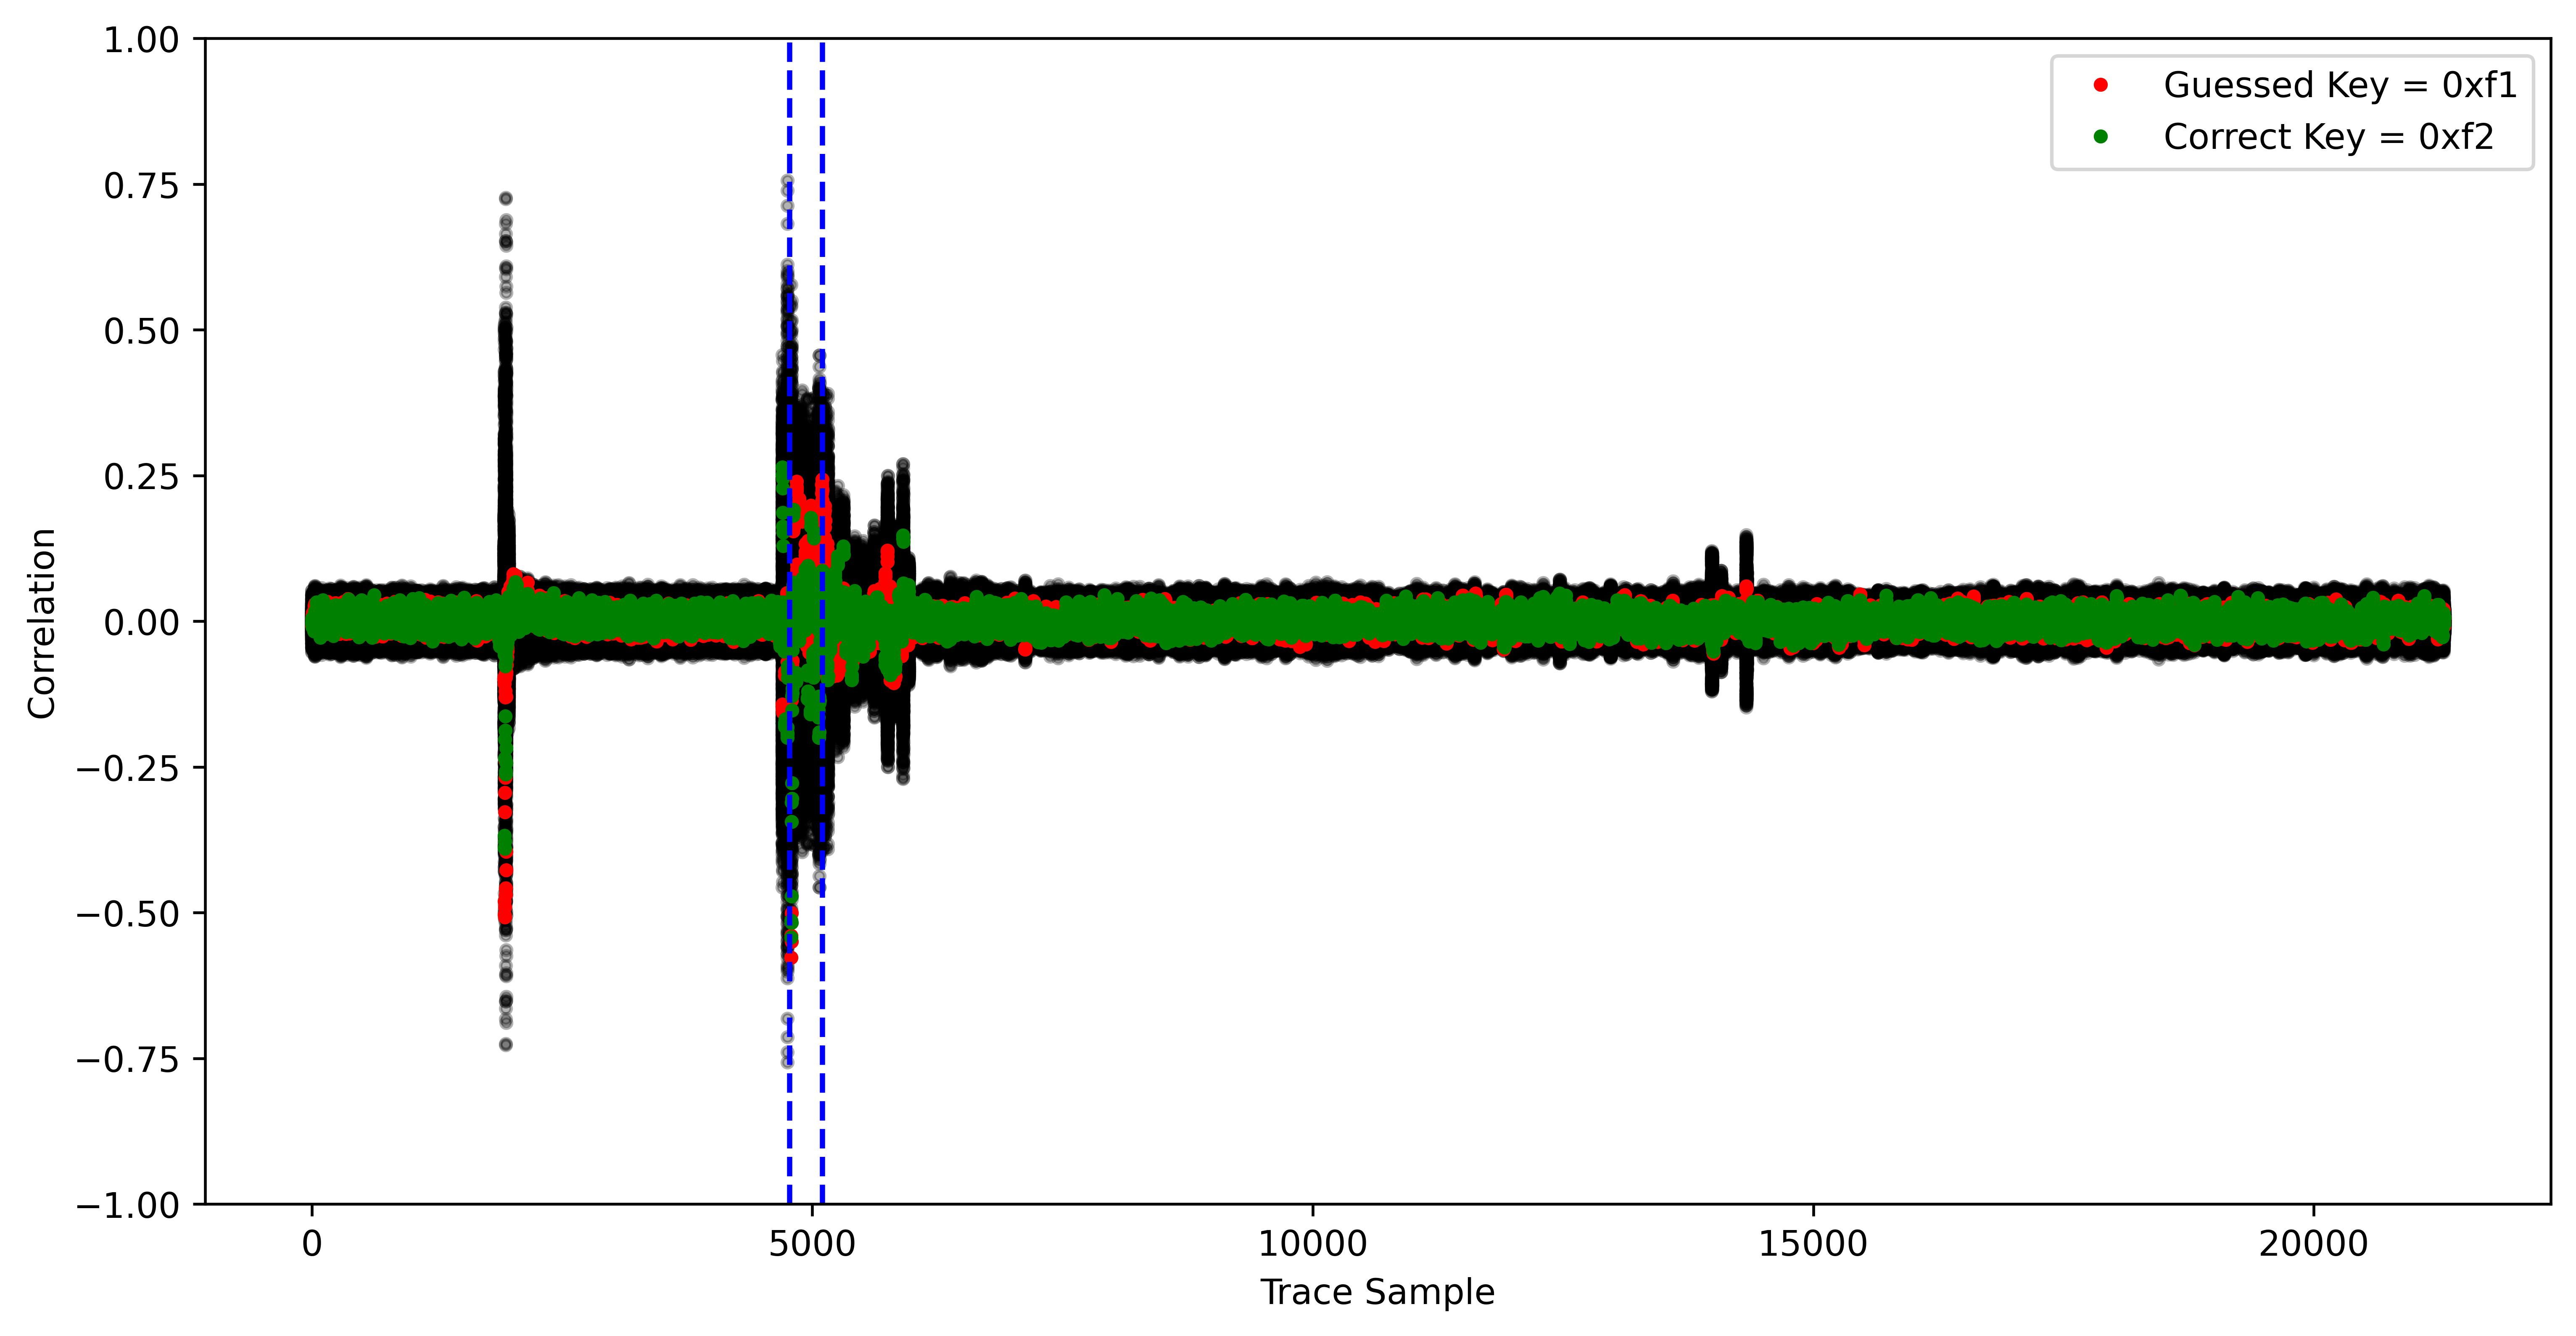 1.00
0.75
0.50
0.25
0.00
−0.25
−0.50
−0.75
−1.00
Correlation
Guessed Key = 0xf1
Correct Key = 0xf2
0 5000 10000 15000 20000
Trace Sample